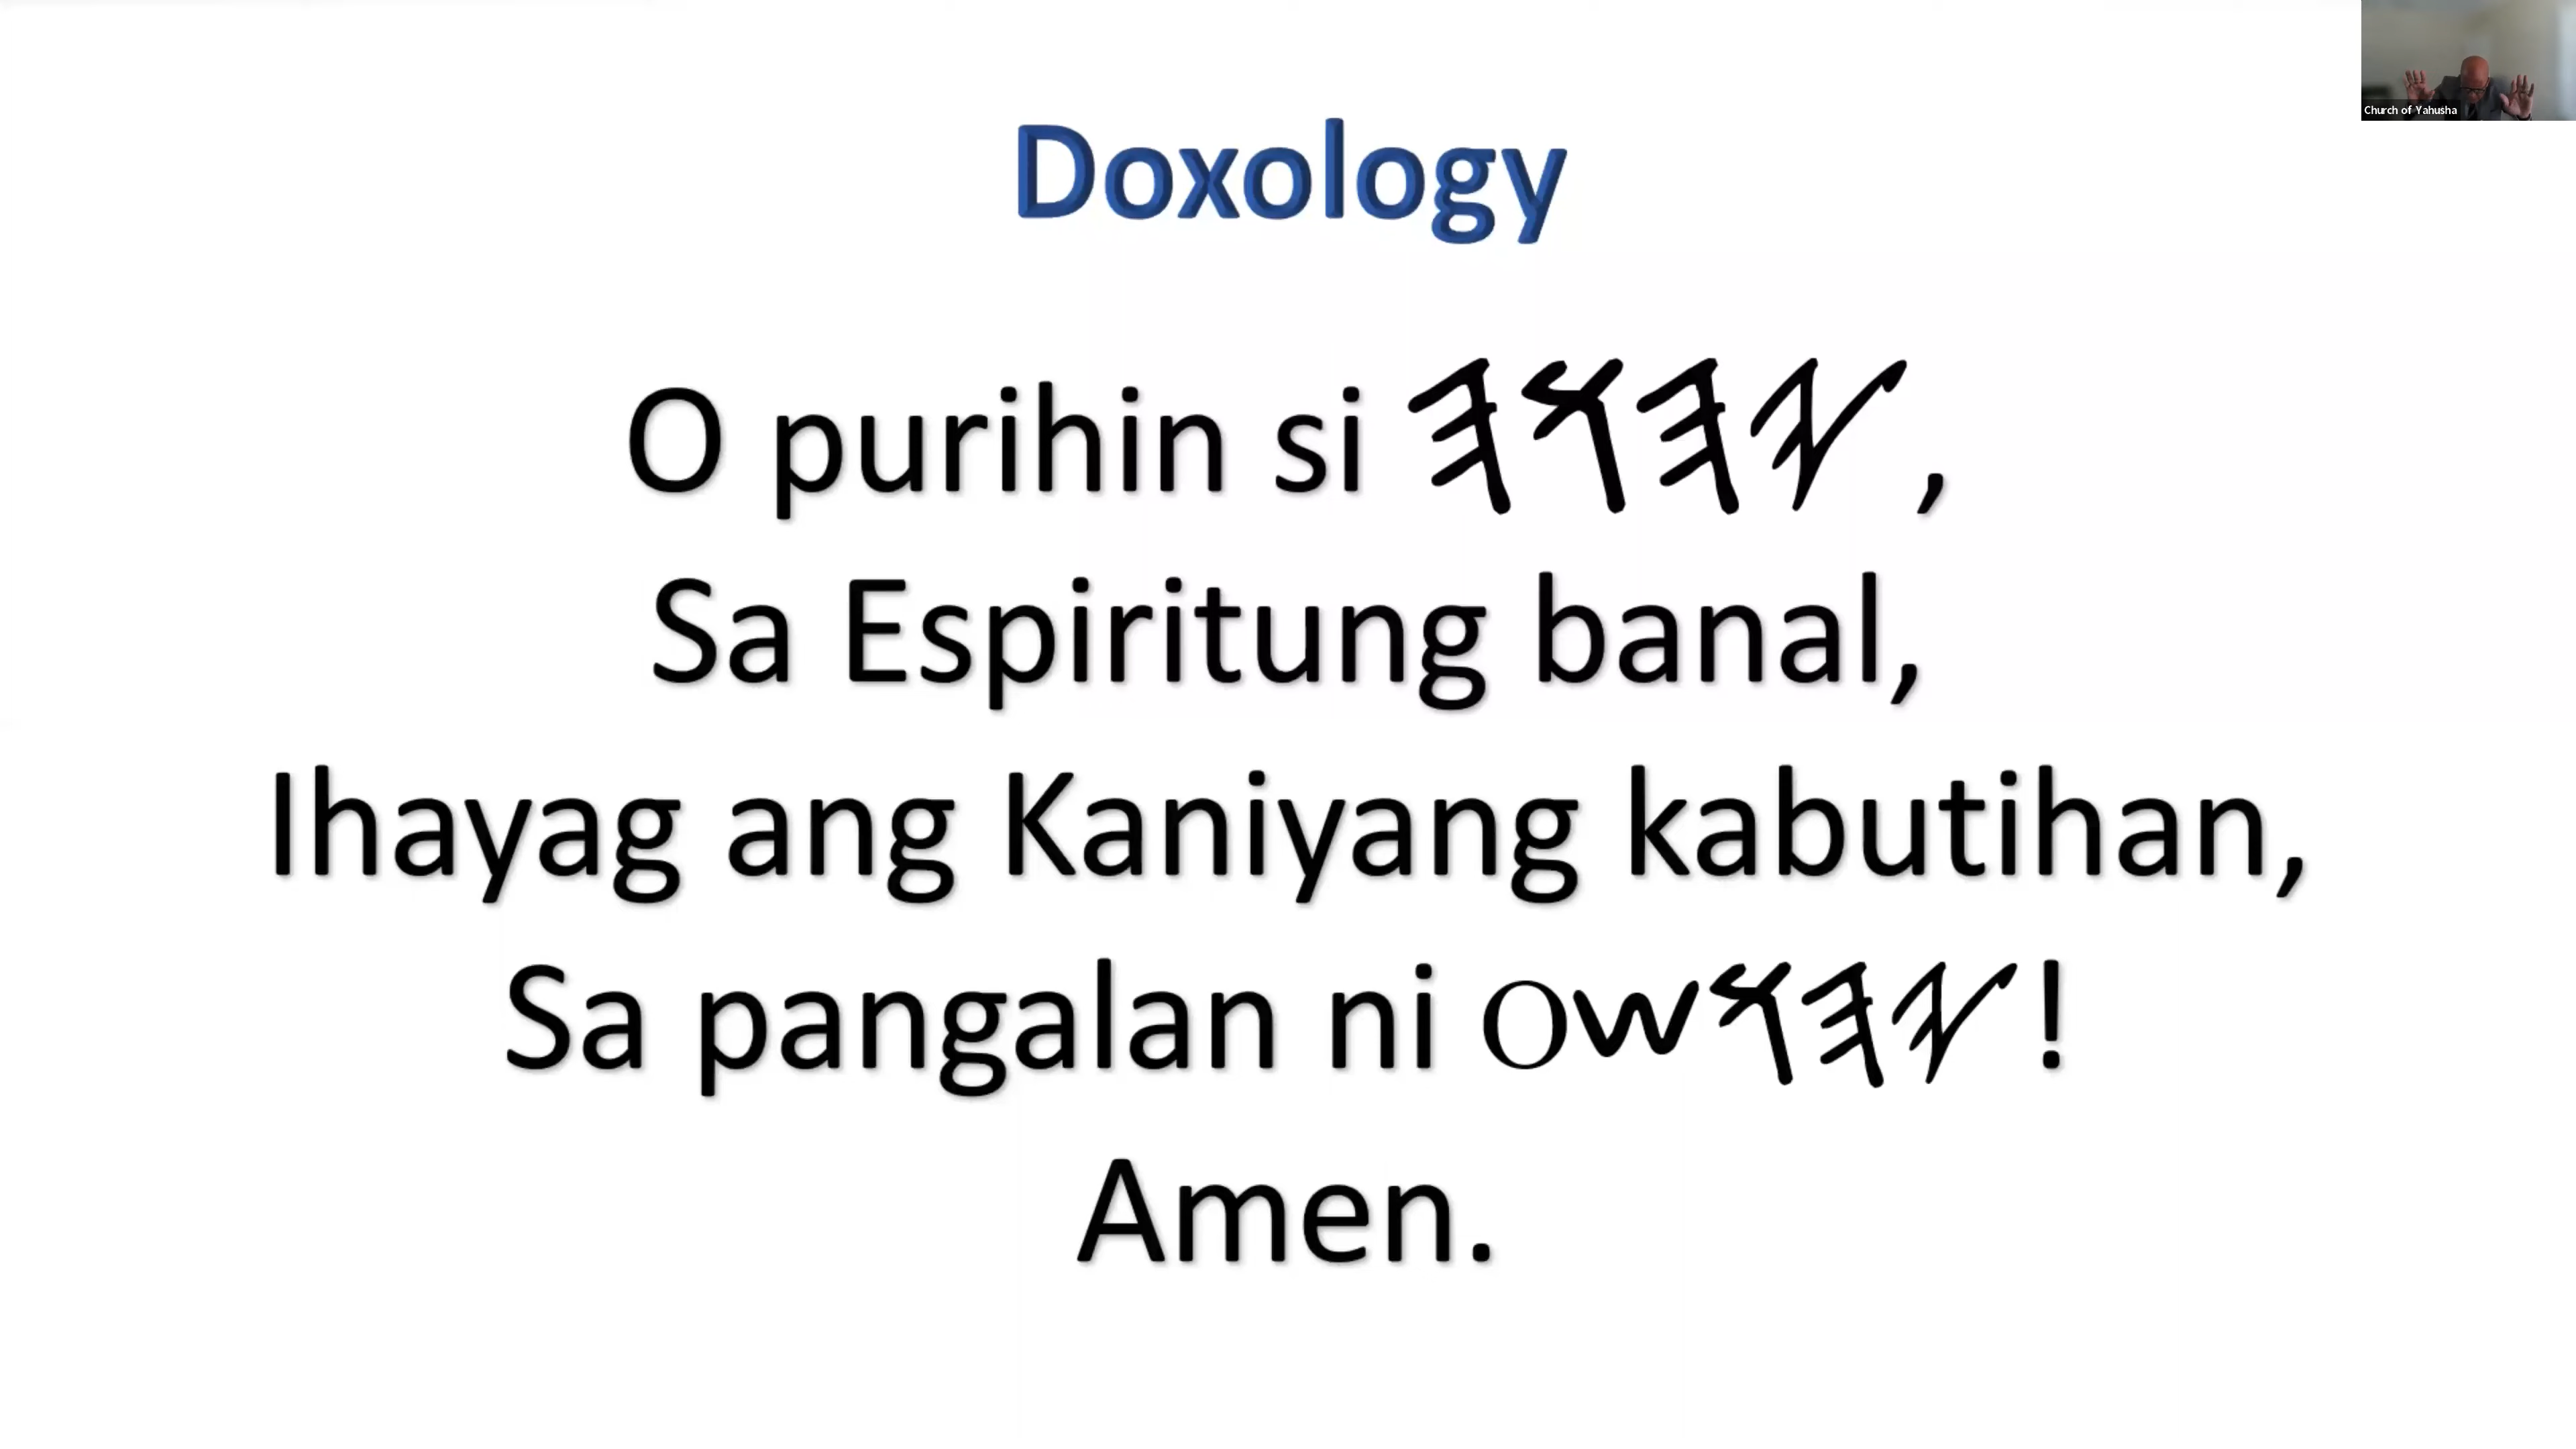 Doxology
O purihin si 𐤉𐤄𐤅𐤄,
Sa Espiritung banal,
Ihayag ang Kaniyang kabutihan,
Sa pangalan ni 𐤉𐤄𐤅𐤔𐤏!
Amen.
Church of Yahusha